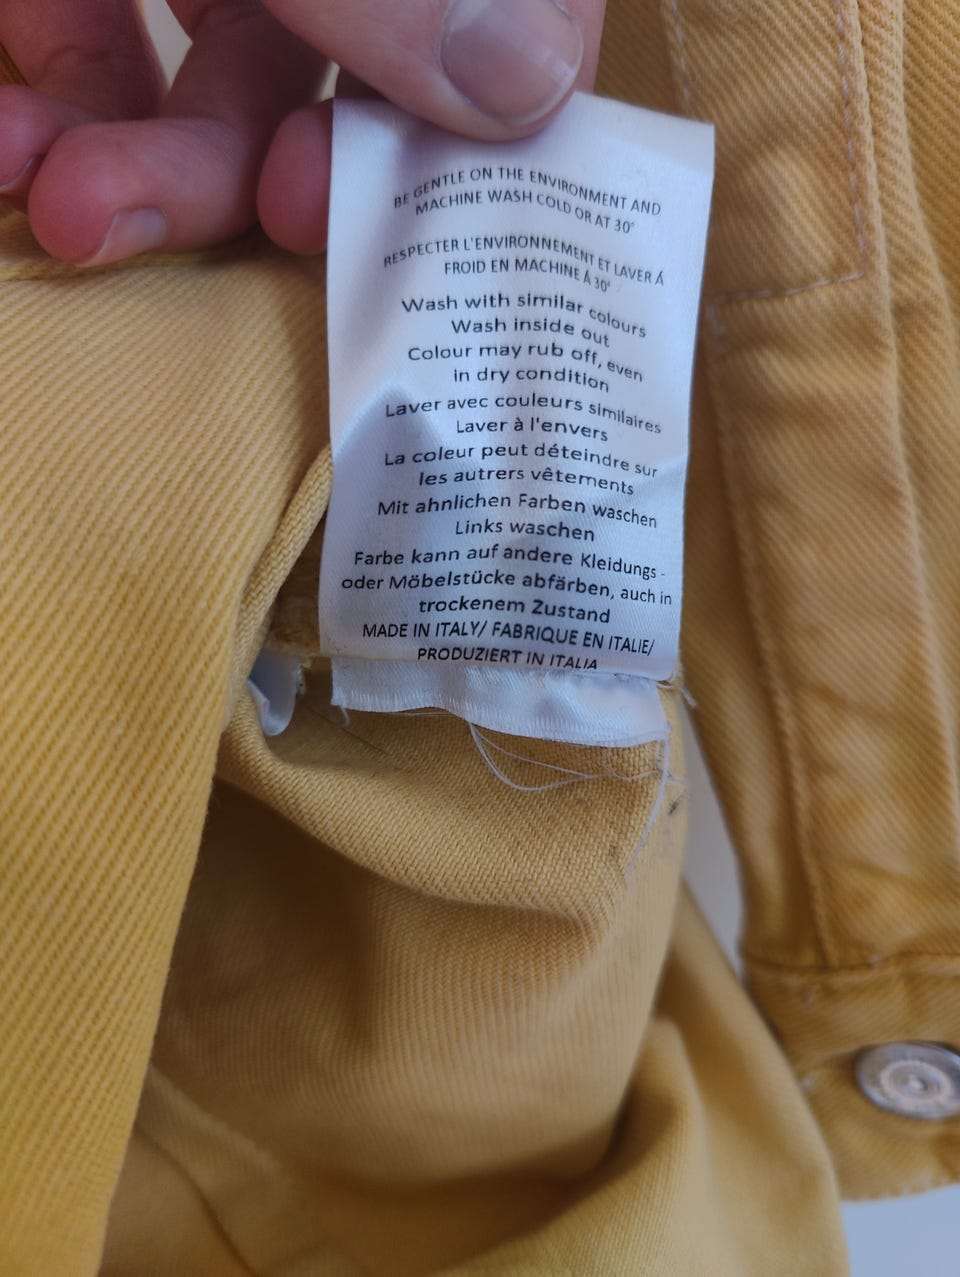 BE GENTLE ON THE ENVIRONMENT AND
MACHINE WASH COLD OR AT 30°
RESPECTER L'ENVIRONNEMENT ET LAVER Á
FROID EN MACHINE Á 30°
Wash with similar colours
Wash inside out
Colour may rub off, even
in dry condition
Laver avec couleurs similaires
Laver à l'envers
La coleur peut déteindre sur
les autrers vêtements
Mit ahnlichen Farben waschen
Links waschen
Farbe kann auf andere Kleidungs -
oder Möbelstücke abfärben, auch in
trockenem Zustand
MADE IN ITALY/ FABRIQUE EN ITALIE/
PRODUZIERT IN ITALIA